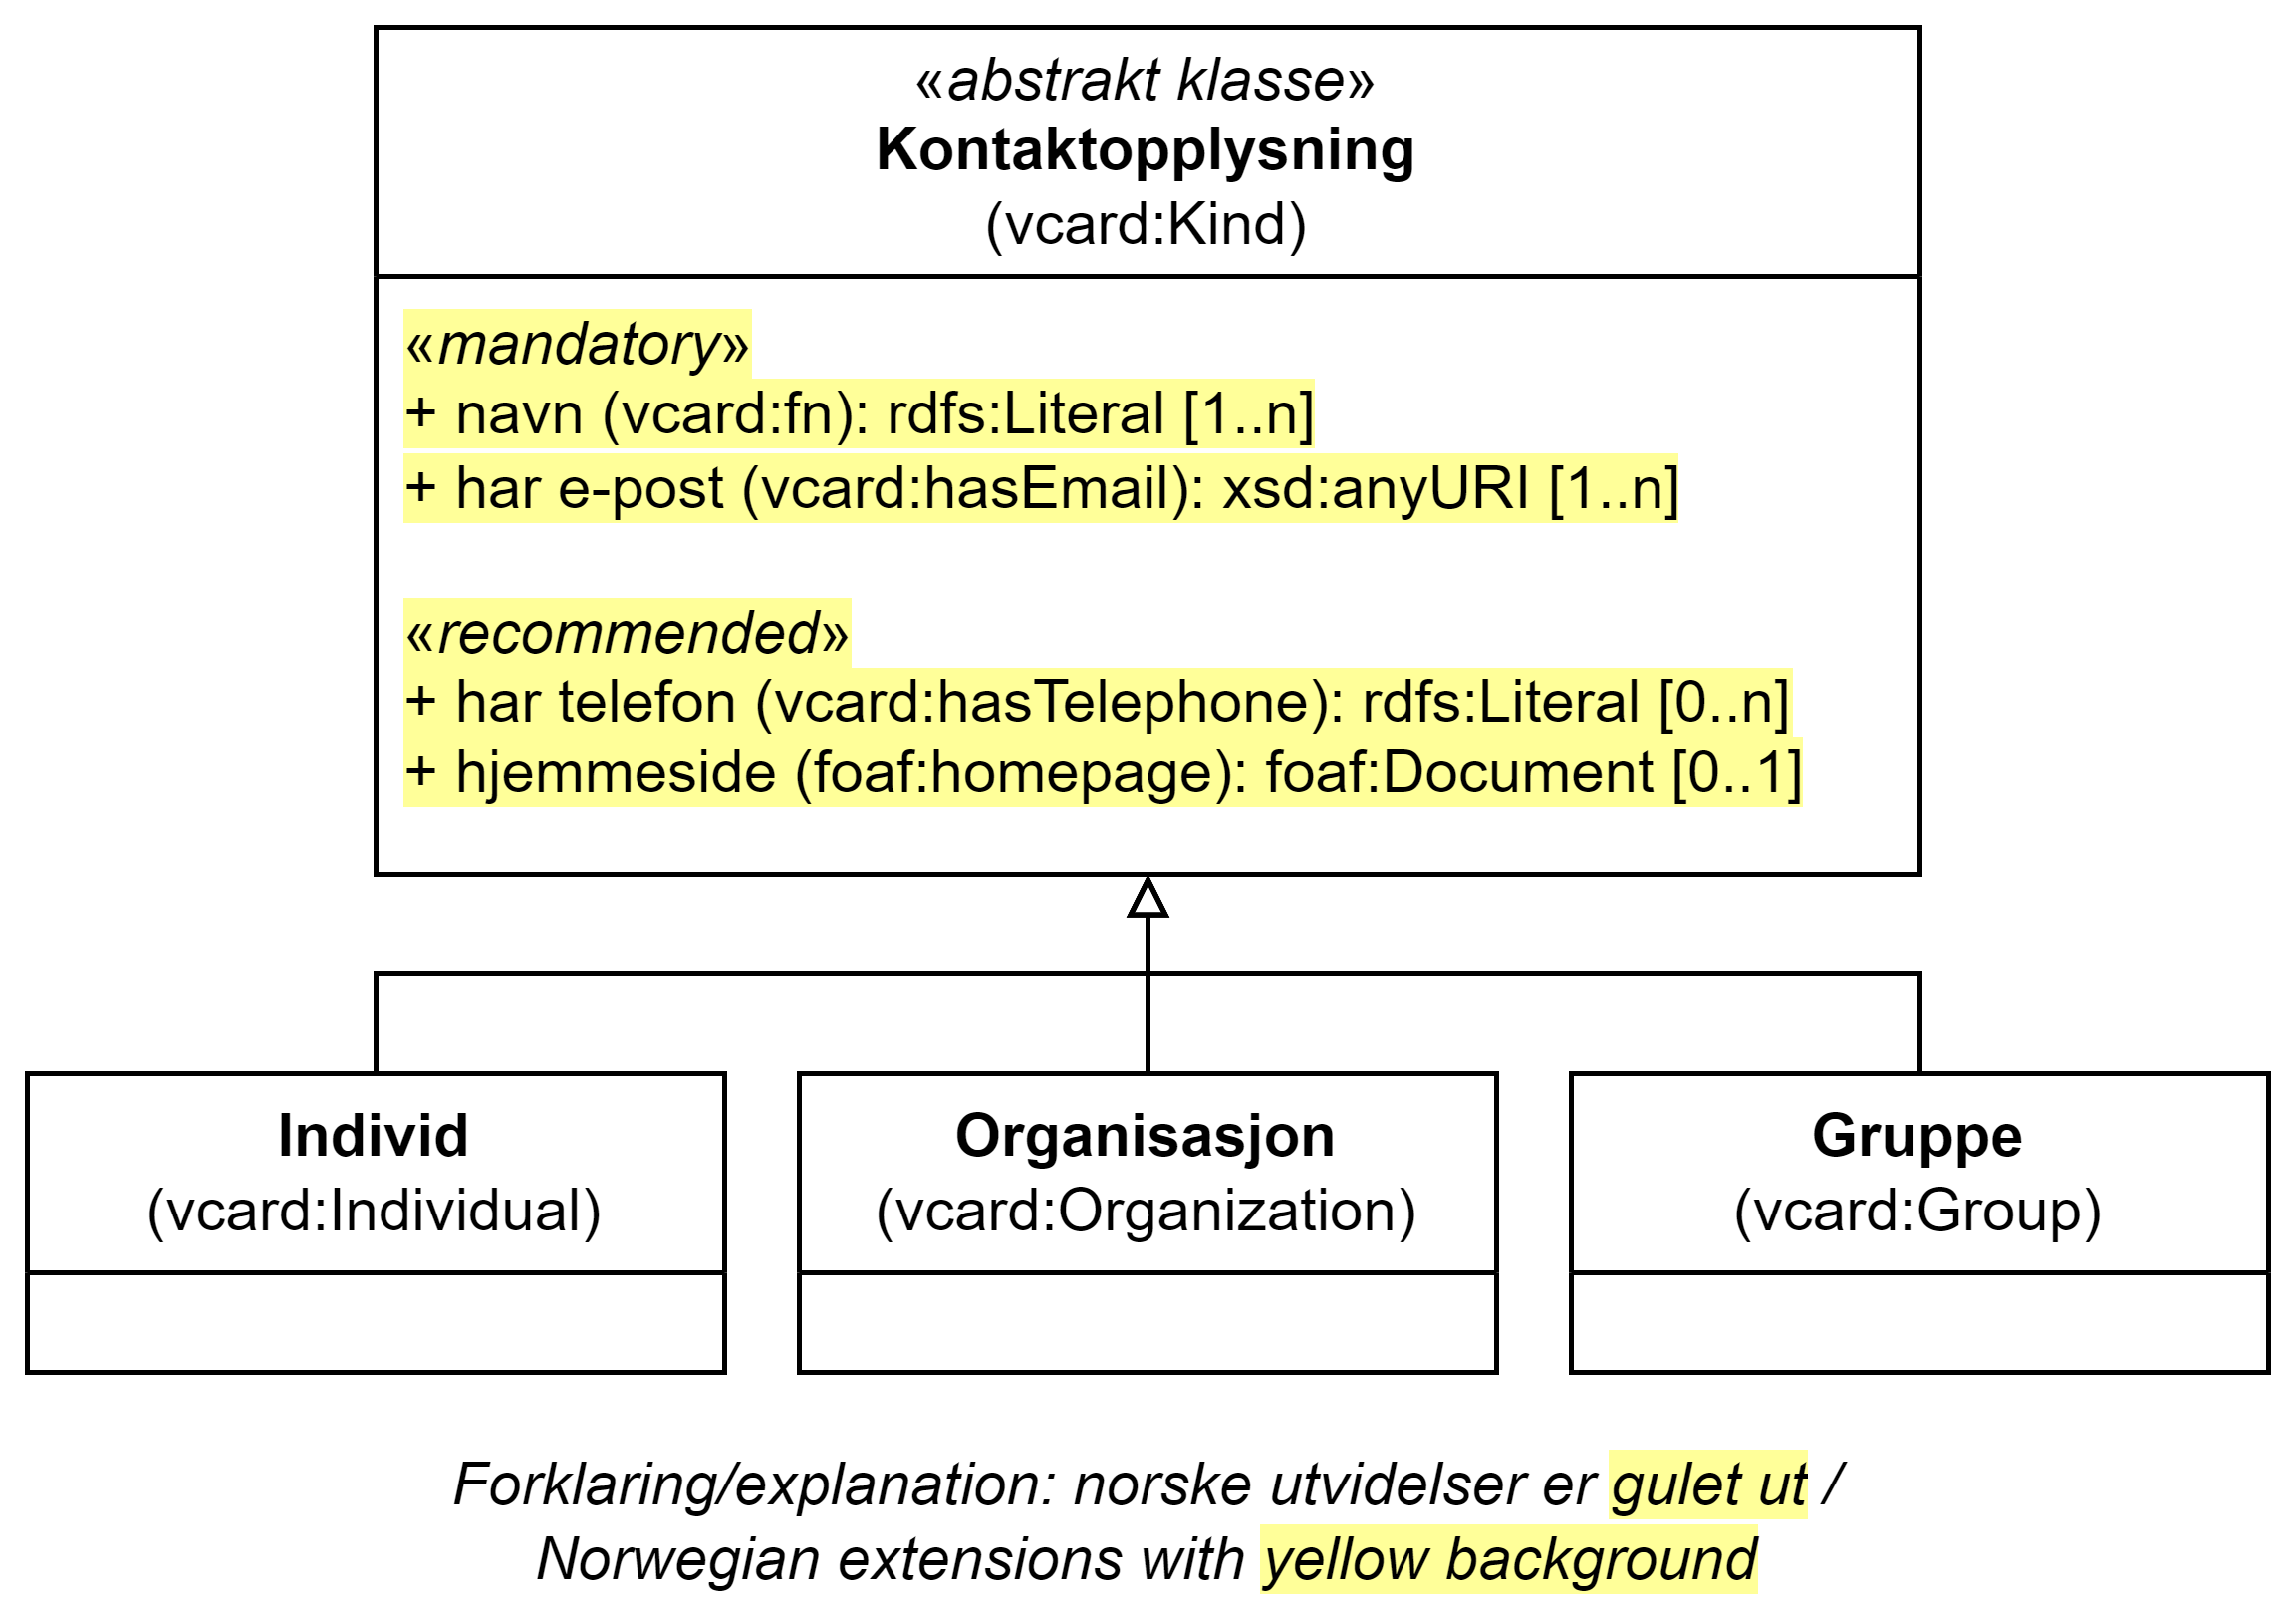 «abstrakt klasse»
Kontaktopplysning
(vcard:Kind)
«mandatory»
+ navn (vcard:fn): rdfs:Literal [1..n]
+ har e-post (vcard:hasEmail): xsd:anyURI [1..n]
«recommended»
+ har telefon (vcard:hasTelephone): rdfs:Literal [0..n]
+ hjemmeside (foaf:homepage): foaf:Document [0..1]
Individ
(vcard:Individual)
Organisasjon
(vcard:Organization)
Gruppe
(vcard:Group)
Forklaring/explanation: norske utvidelser er gulet ut /
Norwegian extensions with yellow background